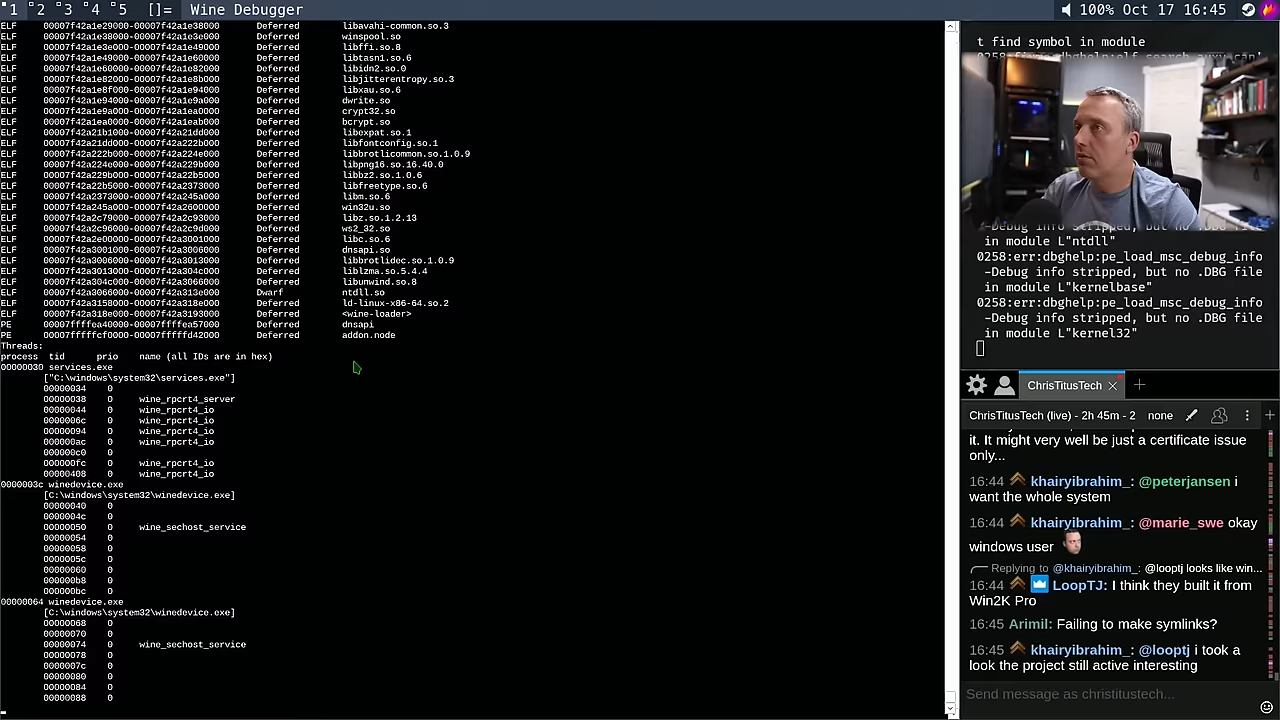 1 2 3 4 5 []= Wine Debugger 100% Oct 17 16:45
ELF 00007f42a1e29000-00007f42a1e38000 Deferred libavahi-common.so.3
ELF 00007f42a1e38000-00007f42a1e3e000 Deferred winspool.so
ELF 00007f42a1e3e000-00007f42a1e49000 Deferred libffi.so.8
ELF 00007f42a1e49000-00007f42a1e60000 Deferred libtasn1.so.6
ELF 00007f42a1e60000-00007f42a1e82000 Deferred libidn2.so.0
ELF 00007f42a1e82000-00007f42a1e8b000 Deferred libjitterentropy.so.3
ELF 00007f42a1e8f000-00007f42a1e94000 Deferred libxau.so.6
ELF 00007f42a1e94000-00007f42a1e9a000 Deferred dwrite.so
ELF 00007f42a1e9a000-00007f42a1ea0000 Deferred crypt32.so
ELF 00007f42a1ea0000-00007f42a1eab000 Deferred bcrypt.so
ELF 00007f42a21b1000-00007f42a21dd000 Deferred libexpat.so.1
ELF 00007f42a21dd000-00007f42a222b000 Deferred libfontconfig.so.1
ELF 00007f42a222b000-00007f42a224e000 Deferred libbrotlicommon.so.1.0.9
ELF 00007f42a224e000-00007f42a229b000 Deferred libpng16.so.16.40.0
ELF 00007f42a229b000-00007f42a22b5000 Deferred libbz2.so.1.0.6
ELF 00007f42a22b5000-00007f42a2373000 Deferred libfreetype.so.6
ELF 00007f42a2373000-00007f42a245a000 Deferred libm.so.6
ELF 00007f42a245a000-00007f42a2600000 Deferred win32u.so
ELF 00007f42a2c79000-00007f42a2c93000 Deferred libz.so.1.2.13
ELF 00007f42a2c96000-00007f42a2c9d000 Deferred ws2_32.so
ELF 00007f42a2e00000-00007f42a3001000 Deferred libc.so.6
ELF 00007f42a3001000-00007f42a3006000 Deferred dnsapi.so
ELF 00007f42a3006000-00007f42a3013000 Deferred libbrotlidec.so.1.0.9
ELF 00007f42a3013000-00007f42a304c000 Deferred liblzma.so.5.4.4
ELF 00007f42a304c000-00007f42a3066000 Deferred libunwind.so.8
ELF 00007f42a3066000-00007f42a313e000 Dwarf ntdll.so
ELF 00007f42a3158000-00007f42a318e000 Deferred ld-linux-x86-64.so.2
ELF 00007f42a318e000-00007f42a3193000 Deferred <wine-loader>
PE 00007ffffea40000-00007ffffea57000 Deferred dnsapi
PE 00007fffffcf0000-00007fffffd42000 Deferred addon.node
Threads:
process tid prio name (all IDs are in hex)
00000030 services.exe
["C:\windows\system32\services.exe"]
00000034 0
00000038 0 wine_rpcrt4_server
00000044 0 wine_rpcrt4_io
0000006c 0 wine_rpcrt4_io
00000094 0 wine_rpcrt4_io
000000ac 0 wine_rpcrt4_io
000000c0 0
000000fc 0 wine_rpcrt4_io
00000408 0 wine_rpcrt4_io
0000003c winedevice.exe
[C:\windows\system32\winedevice.exe]
00000040 0
0000004c 0
00000050 0 wine_sechost_service
00000054 0
00000058 0
0000005c 0
00000060 0
000000b8 0
000000bc 0
00000064 winedevice.exe
[C:\windows\system32\winedevice.exe]
00000068 0
00000070 0
00000074 0 wine_sechost_service
00000078 0
0000007c 0
00000080 0
00000084 0
00000088 0
t find symbol in module
-Debug info stripped, but no .DBG file
in module L"ntdll"
0258:err:dbghelp:pe_load_msc_debug_info
-Debug info stripped, but no .DBG file
in module L"kernelbase"
0258:err:dbghelp:pe_load_msc_debug_info
-Debug info stripped, but no .DBG file
in module L"kernel32"
ChrisTitusTech
ChrisTitusTech (live) - 2h 45m - 2 none
it. It might very well be just a certificate issue
only...
16:44 khairyibrahim_: @peterjansen i
want the whole system
16:44 khairyibrahim_: @marie_swe okay
windows user
Replying to @khairyibrahim_: @looptj looks like win...
16:44 LoopTJ: I think they built it from
Win2K Pro
16:45 Arimil: Failing to make symlinks?
16:45 khairyibrahim_: @looptj i took a
look the project still active interesting
Send message as christitustech...